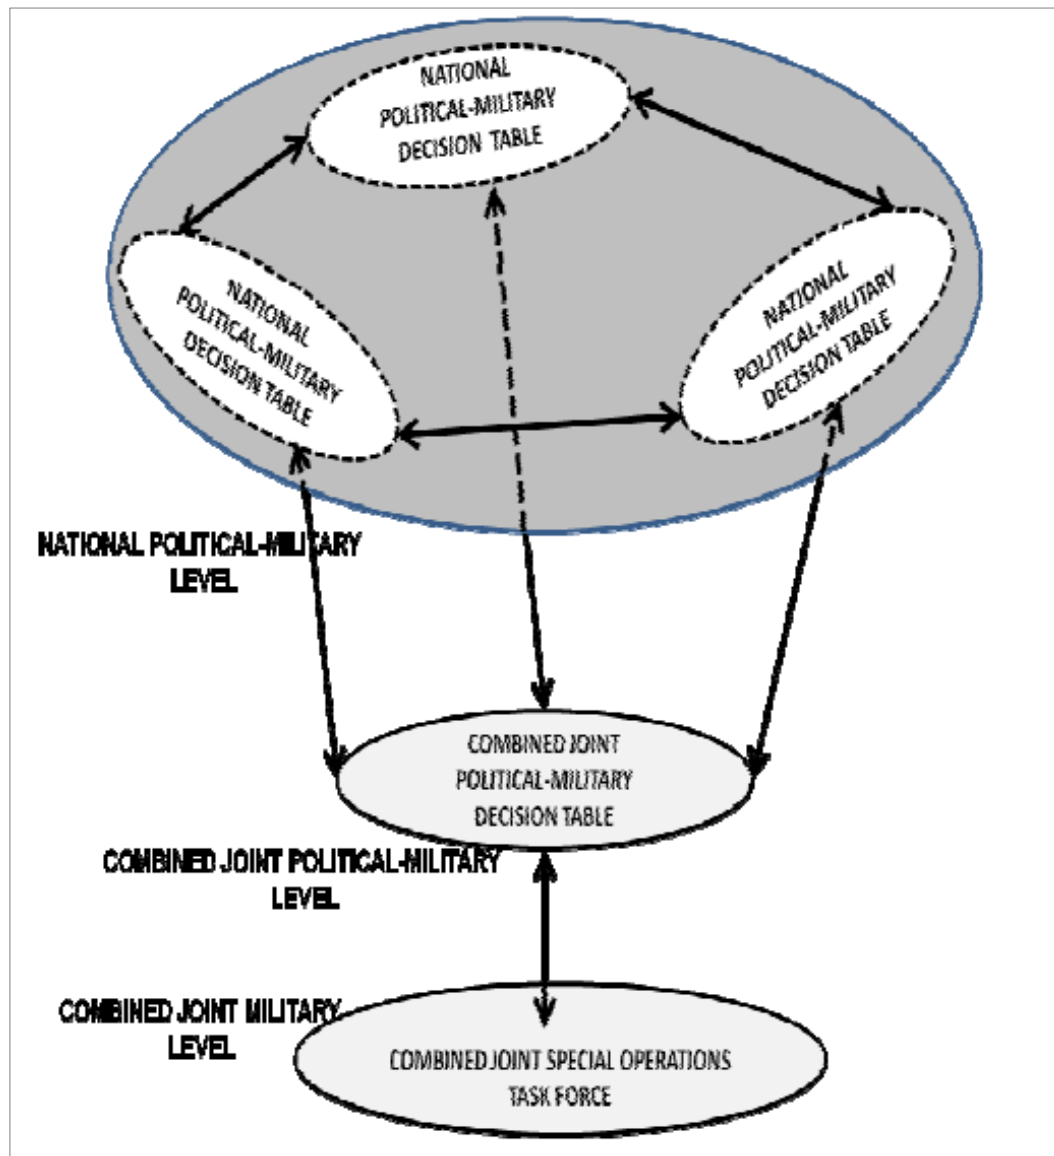 NATIONAL
POLITICAL-MILITARY
DECISION TABLE
NATIONAL
POLITICAL-MILITARY
DECISION TABLE
NATIONAL
POLITICAL-MILITARY
DECISION TABLE
NATIONAL POLITICAL-MILITARY
LEVEL
COMBINED JOINT
POLITICAL-MILITARY
DECISION TABLE
COMBINED JOINT POLITICAL-MILITARY
LEVEL
COMBINED JOINT MILITARY
LEVEL
COMBINED JOINT SPECIAL OPERATIONS
TASK FORCE